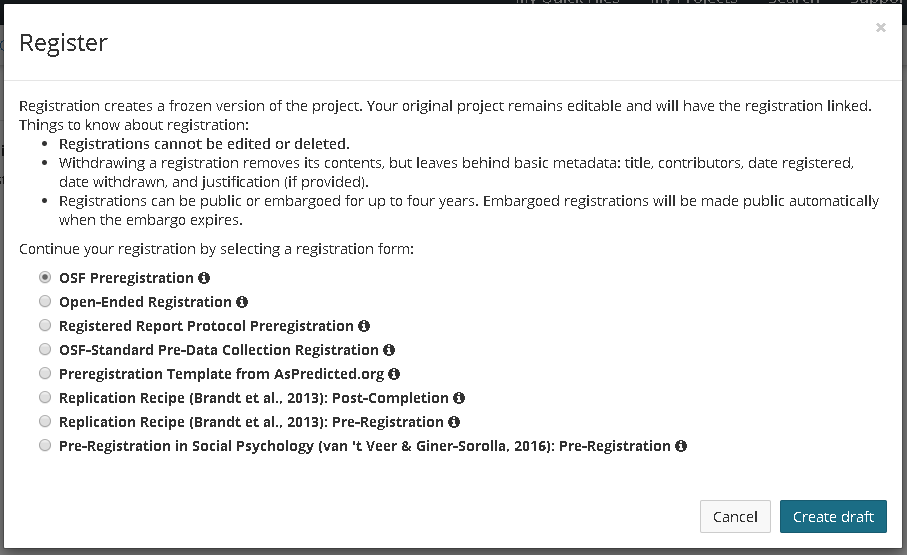 Register
×
Registration creates a frozen version of the project. Your original project remains editable and will have the registration linked.
Things to know about registration:
• Registrations cannot be edited or deleted.
• Withdrawing a registration removes its contents, but leaves behind basic metadata: title, contributors, date registered,
date withdrawn, and justification (if provided).
• Registrations can be public or embargoed for up to four years. Embargoed registrations will be made public automatically
when the embargo expires.
Continue your registration by selecting a registration form:
OSF Preregistration
Open-Ended Registration
Registered Report Protocol Preregistration
OSF-Standard Pre-Data Collection Registration
Preregistration Template from AsPredicted.org
Replication Recipe (Brandt et al., 2013): Post-Completion
Replication Recipe (Brandt et al., 2013): Pre-Registration
Pre-Registration in Social Psychology (van 't Veer & Giner-Sorolla, 2016): Pre-Registration
Cancel
Create draft